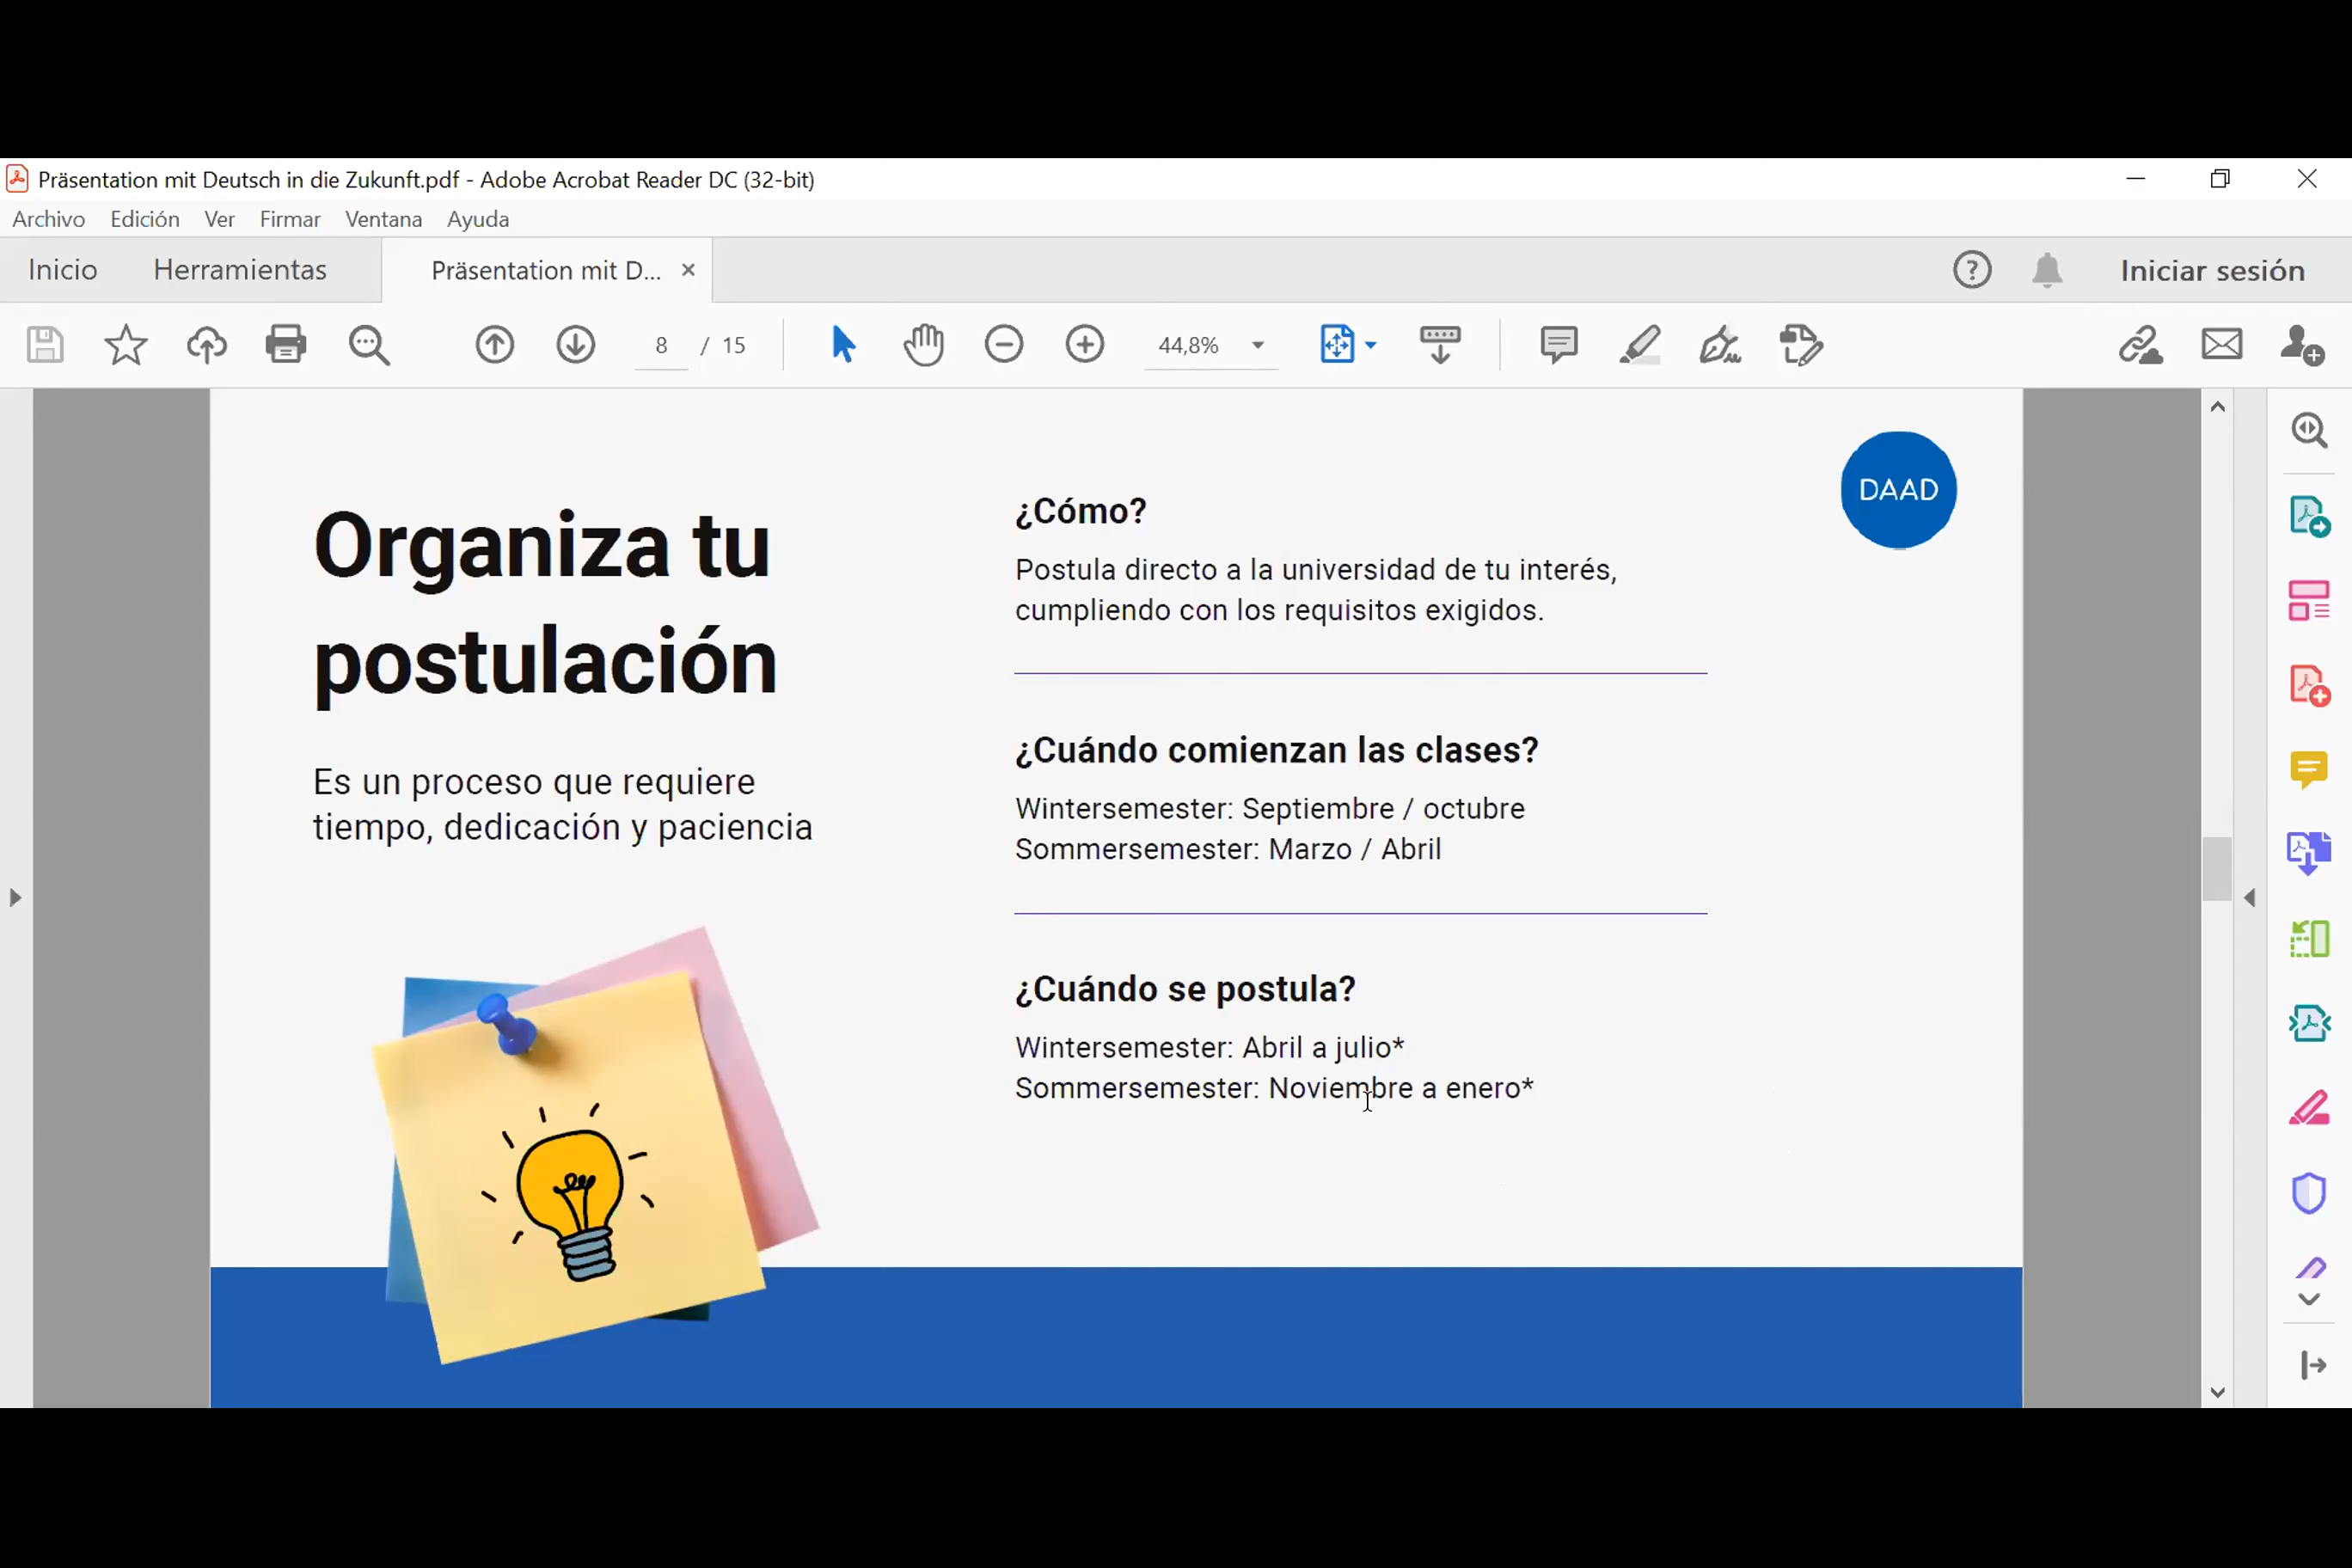 Präsentation mit Deutsch in die Zukunft.pdf - Adobe Acrobat Reader DC (32-bit)
Archivo Edición Ver Firmar Ventana Ayuda
Inicio Herramientas Präsentation mit D... Iniciar sesión
8 / 15 44,8%
DAAD
Organiza tu
postulación
Es un proceso que requiere
tiempo, dedicación y paciencia
¿Cómo?
Postula directo a la universidad de tu interés,
cumpliendo con los requisitos exigidos.
¿Cuándo comienzan las clases?
Wintersemester: Septiembre / octubre
Sommersemester: Marzo / Abril
¿Cuándo se postula?
Wintersemester: Abril a julio*
Sommersemester: Noviembre a enero*